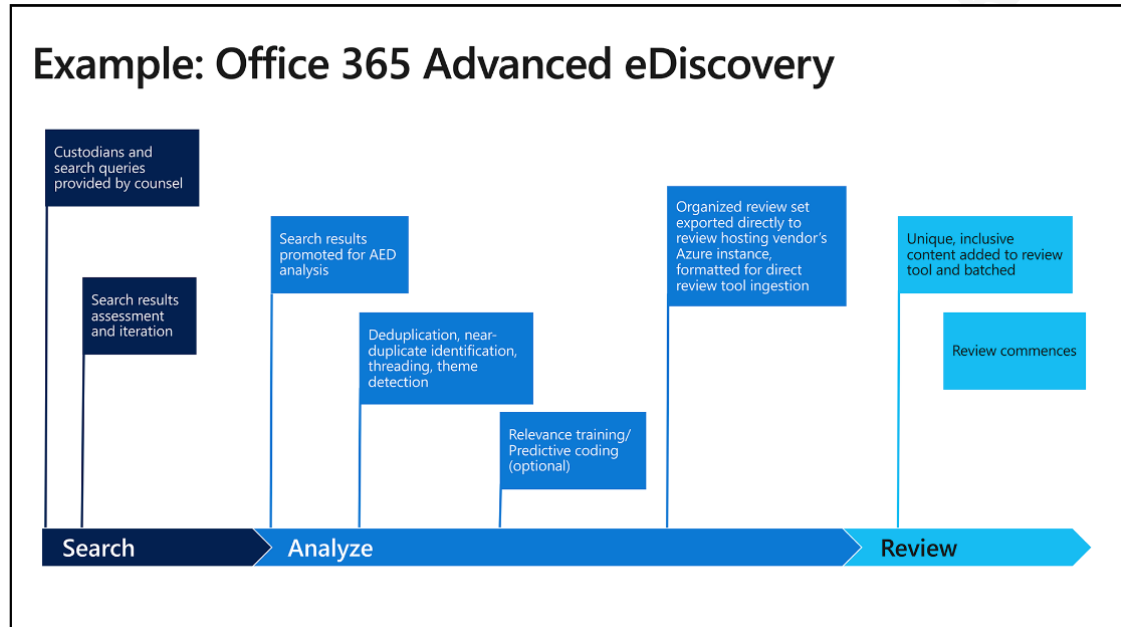 Example: Office 365 Advanced eDiscovery
Custodians and
search queries
provided by counsel
Search results
assessment
and iteration
Search results
promoted for AED
analysis
Deduplication, near-
duplicate identification,
threading, theme
detection
Relevance training/
Predictive coding
(optional)
Organized review set
exported directly to
review hosting vendor's
Azure instance,
formatted for direct
review tool ingestion
Unique, inclusive
content added to review
tool and batched
Review commences
Search
Analyze
Review